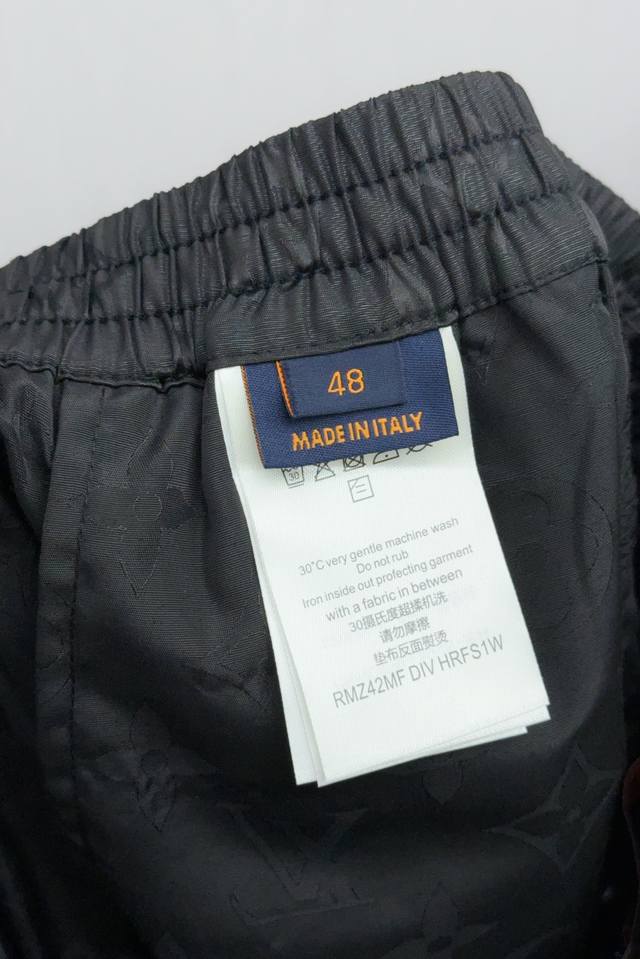 48
MADE IN ITALY
30
30°C very gentle machine wash
Do not rub
Iron inside out profecting garment
with a fabric in between
30摄氏度超揉机洗
请勿摩擦
垫布反面熨烫
RMZ42MF DIV HRFS1W
LV